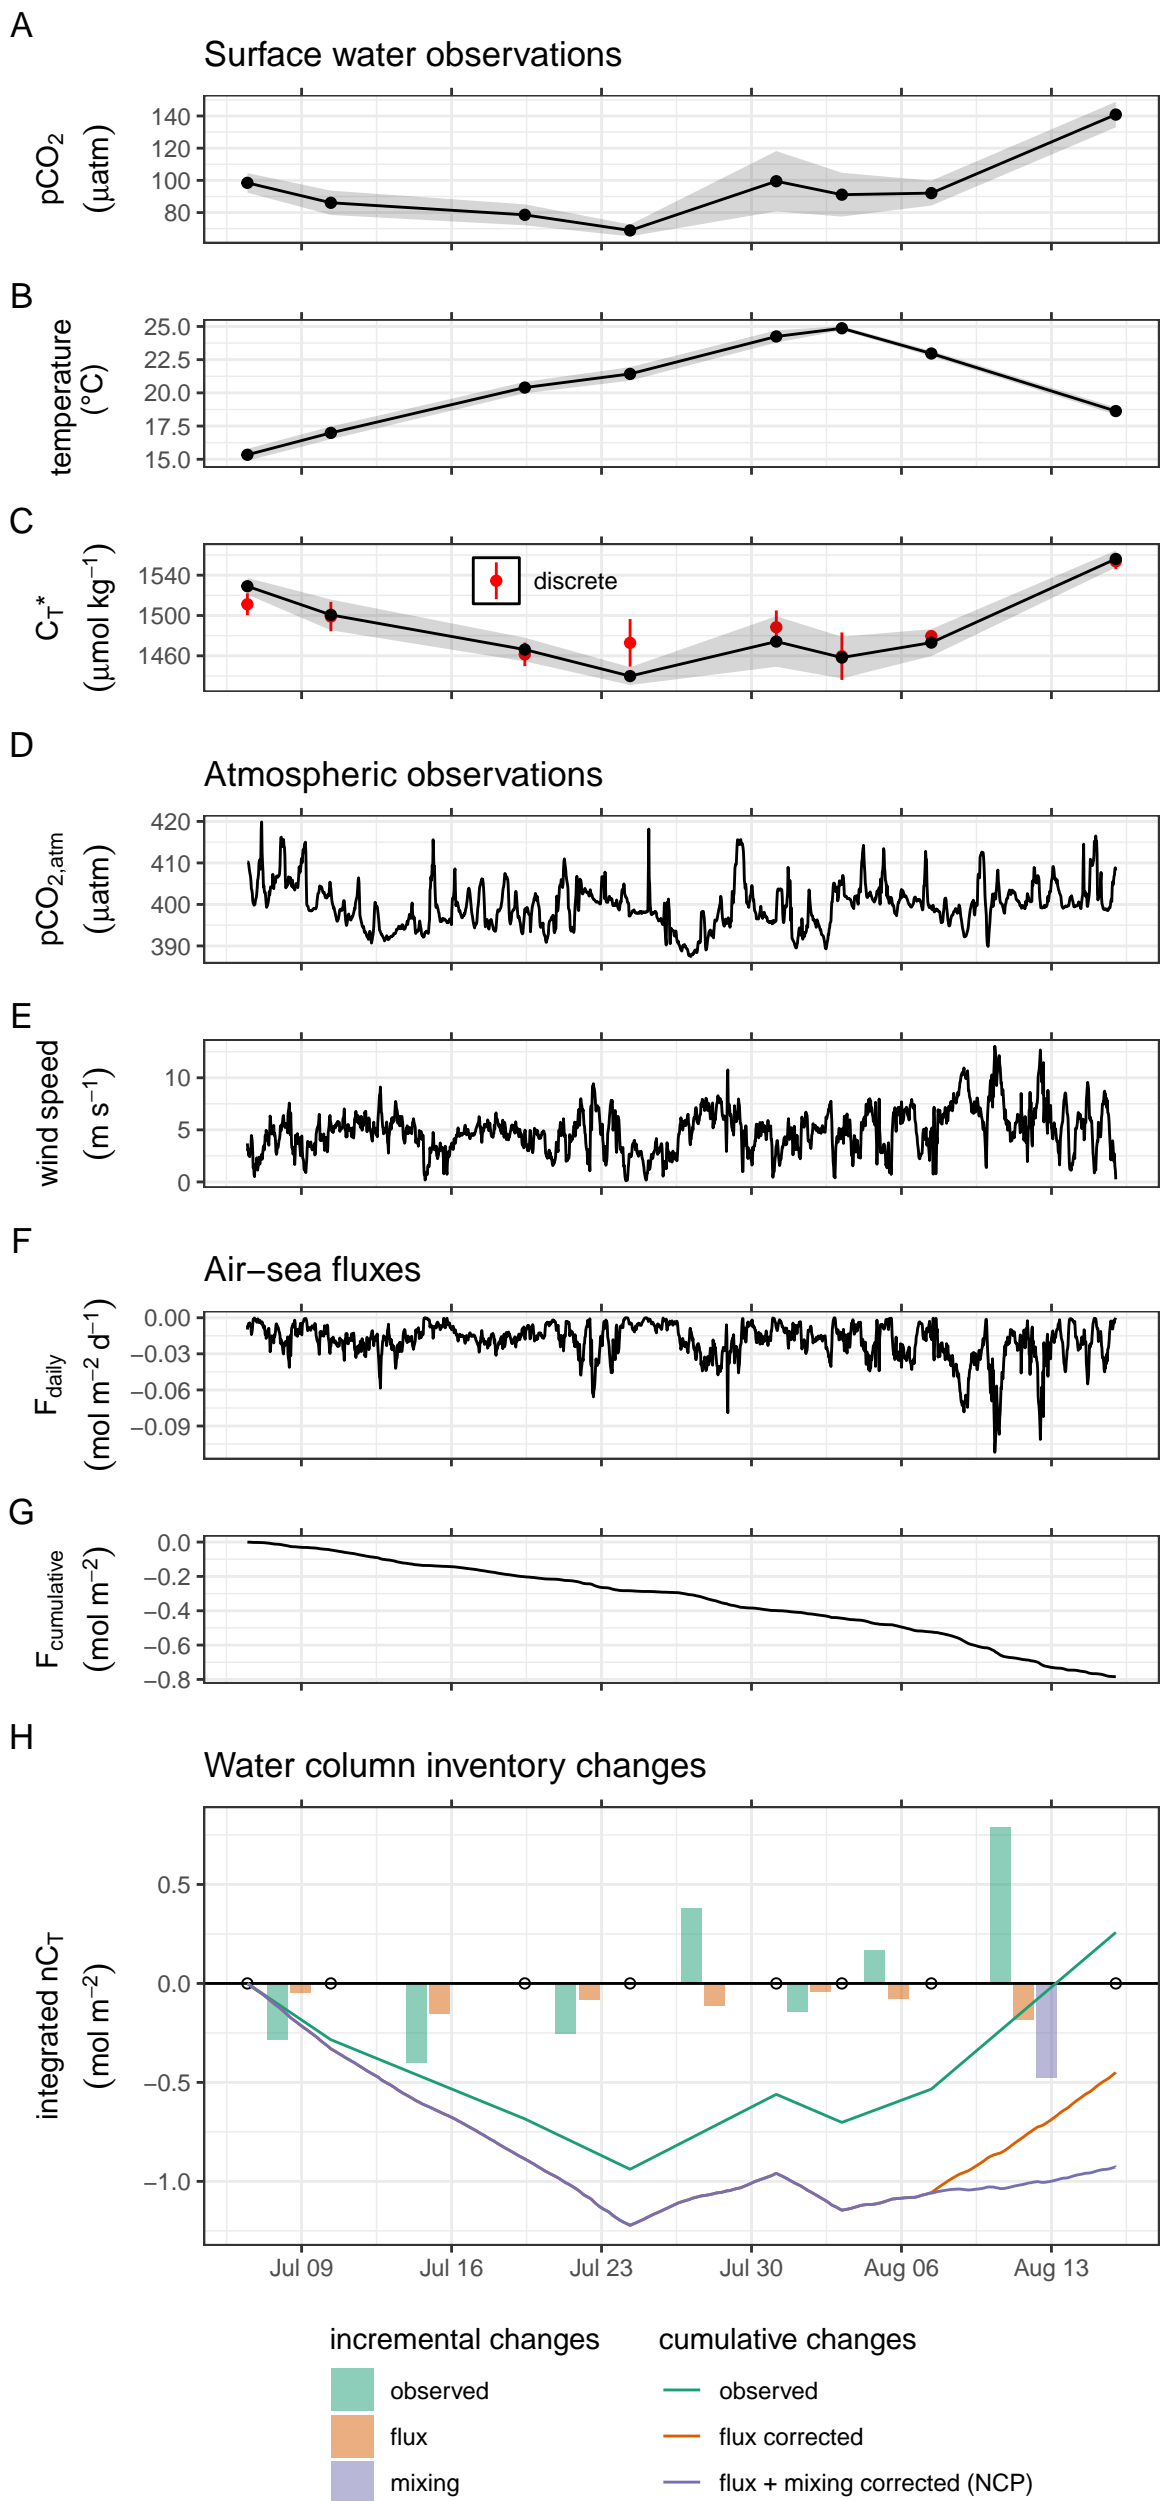 A
Surface water observations
pCO₂
(µatm)
140
120
100
80
B
temperature
(°C)
25.0
22.5
20.0
17.5
15.0
C
C_T*
(µmol kg⁻¹)
1540
1500
1460
discrete
D
Atmospheric observations
pCO₂,atm
(µatm)
420
410
400
390
E
wind speed
(m s⁻¹)
10
5
0
F
Air−sea fluxes
F_daily
(mol m⁻² d⁻¹)
0.00
−0.03
−0.06
−0.09
G
F_cumulative
(mol m⁻²)
0.0
−0.2
−0.4
−0.6
−0.8
H
Water column inventory changes
integrated nC_T
(mol m⁻²)
0.5
0.0
−0.5
−1.0
Jul 09 Jul 16 Jul 23 Jul 30 Aug 06 Aug 13
incremental changes
observed
flux
mixing
cumulative changes
observed
flux corrected
flux + mixing corrected (NCP)